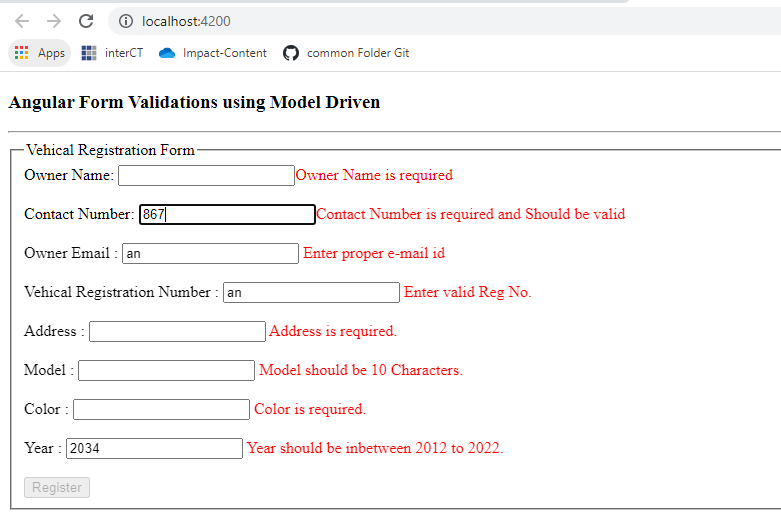 localhost:4200
Apps interCT Impact-Content common Folder Git
Angular Form Validations using Model Driven
Vehical Registration Form
Owner Name: Owner Name is required
Contact Number: 867 Contact Number is required and Should be valid
Owner Email : an Enter proper e-mail id
Vehical Registration Number : an Enter valid Reg No.
Address : Address is required.
Model : Model should be 10 Characters.
Color : Color is required.
Year : 2034 Year should be inbetween 2012 to 2022.
Register